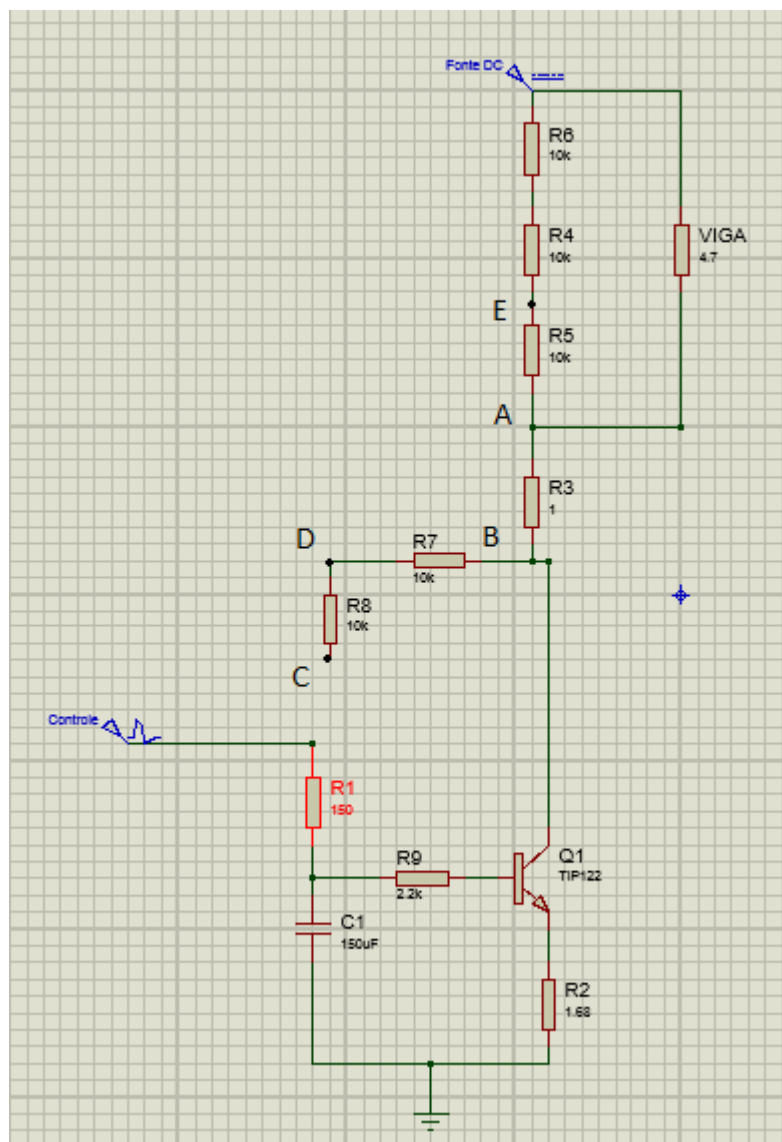 Fonte DC
R6
10k
R4
10k
VIGA
4.7
E
R5
10k
A
R3
1
D
R7
10k
B
R8
10k
C
Controle
R1
150
R9
2.2k
Q1
TIP122
C1
150uF
R2
1.68